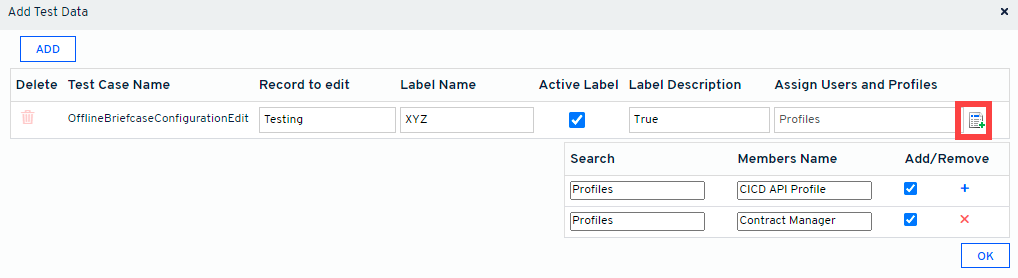 Add Test Data
ADD
Delete Test Case Name Record to edit Label Name Active Label Label Description Assign Users and Profiles
OfflineBriefcaseConfigurationEdit Testing XYZ True Profiles
Search Members Name Add/Remove
Profiles CICD API Profile
Profiles Contract Manager
OK